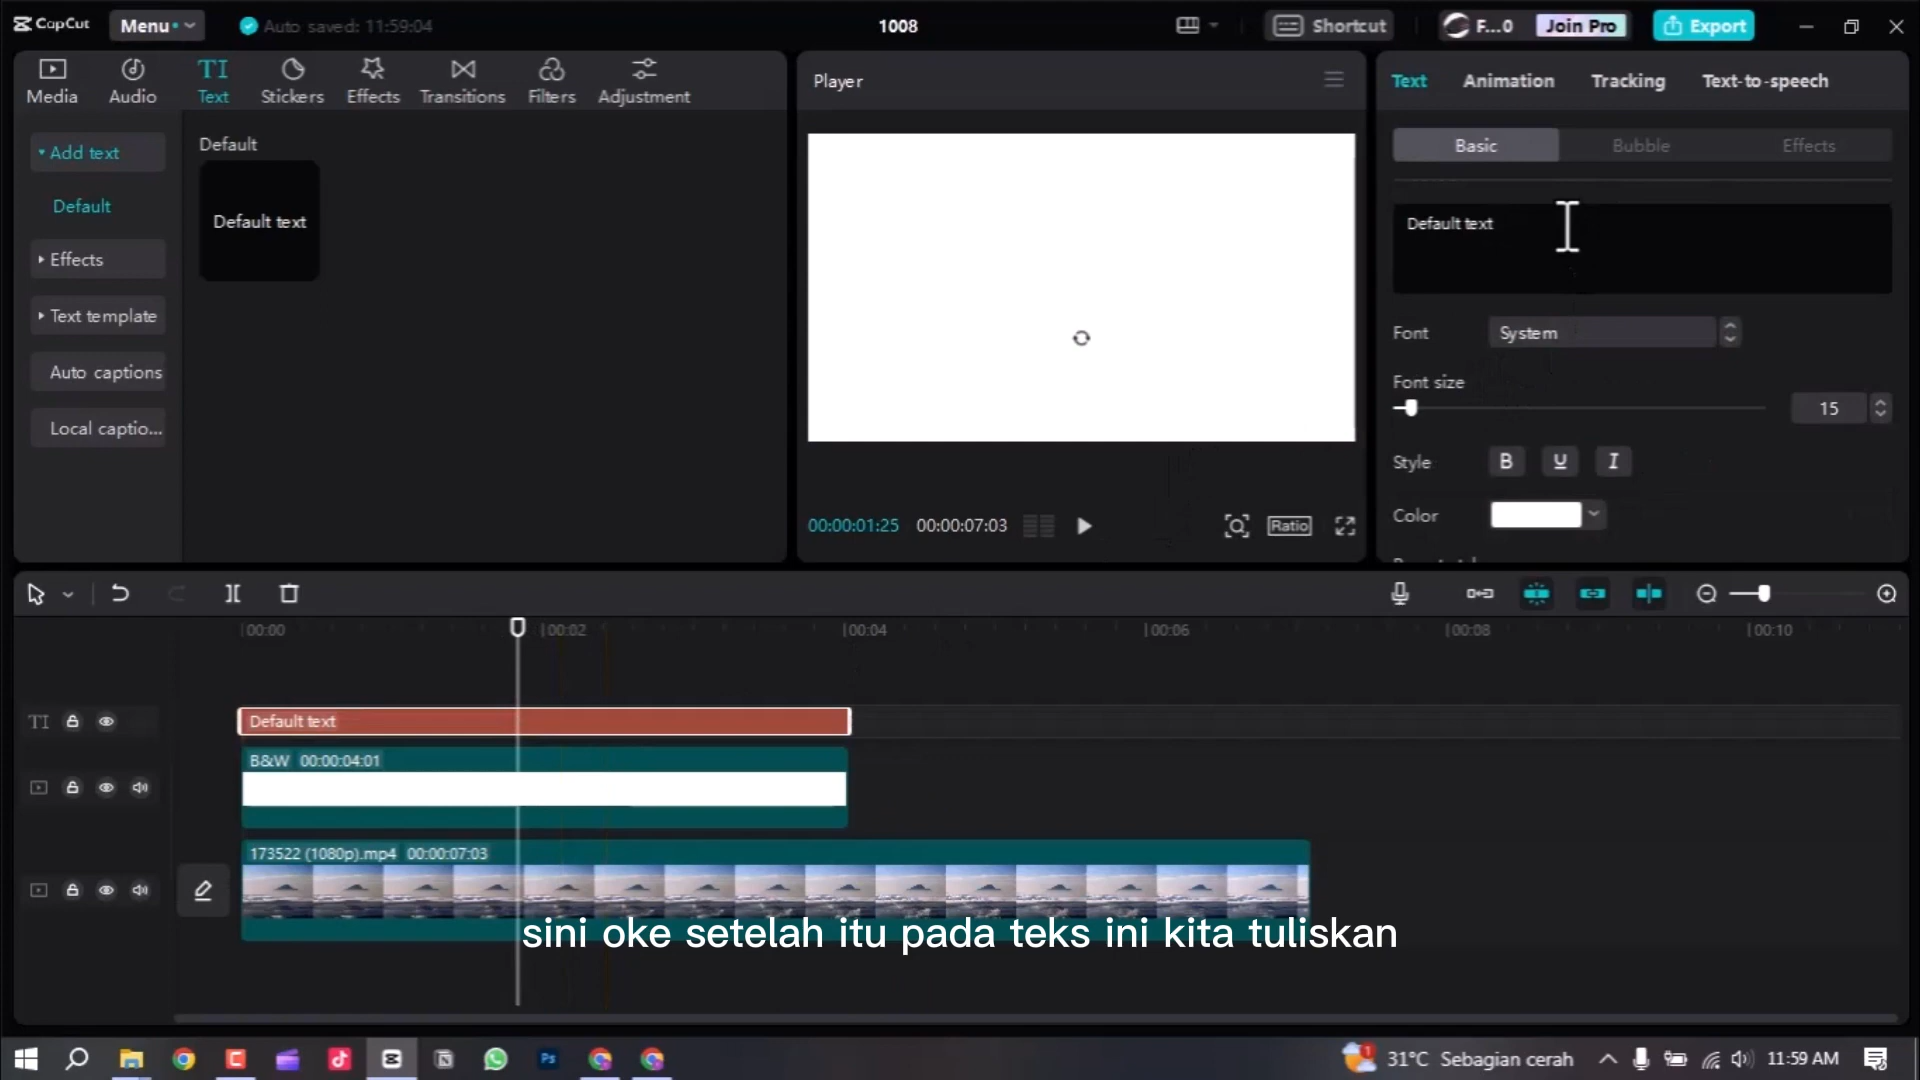 CapCut
Menu
Auto saved: 11:59:04
1008
Shortcut
F...0
Join Pro
Export
Media
Audio
TI
Text
Stickers
Effects
Transitions
Filters
Adjustment
Add text
Default
Effects
Text template
Auto captions
Local captio...
Default
Default text
Player
00:00:01:25
00:00:07:03
Ratio
Text
Animation
Tracking
Text-to-speech
Basic
Bubble
Effects
Default text
Font
System
Font size
15
Style
B
U
I
Color
00:00
00:02
00:04
00:06
00:08
00:10
TI
Default text
B&W 00:00:04:01
173522 (1080p).mp4 00:00:07:03
sini oke setelah itu pada teks ini kita tuliskan
Ps
1
31°C Sebagian cerah
11:59 AM